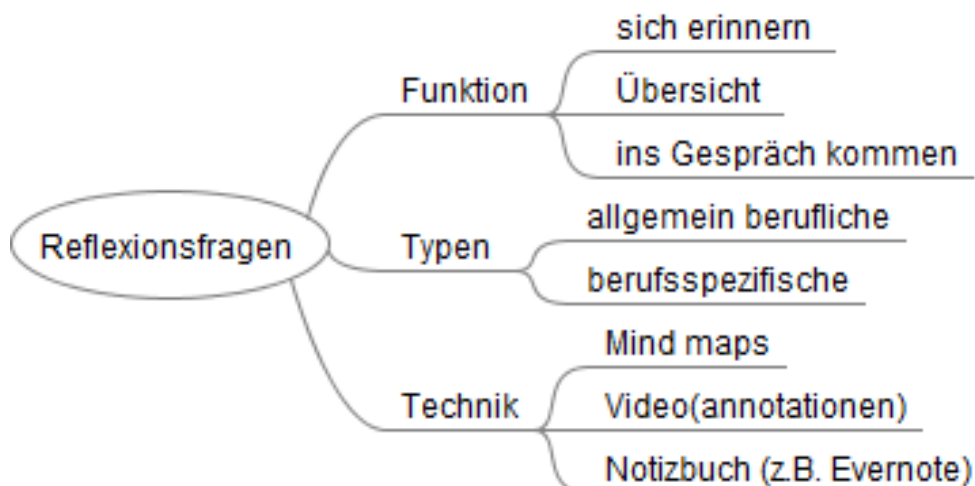 Reflexionsfragen
Funktion
sich erinnern
Übersicht
ins Gespräch kommen
Typen
allgemein berufliche
berufsspezifische
Technik
Mind maps
Video(annotationen)
Notizbuch (z.B. Evernote)